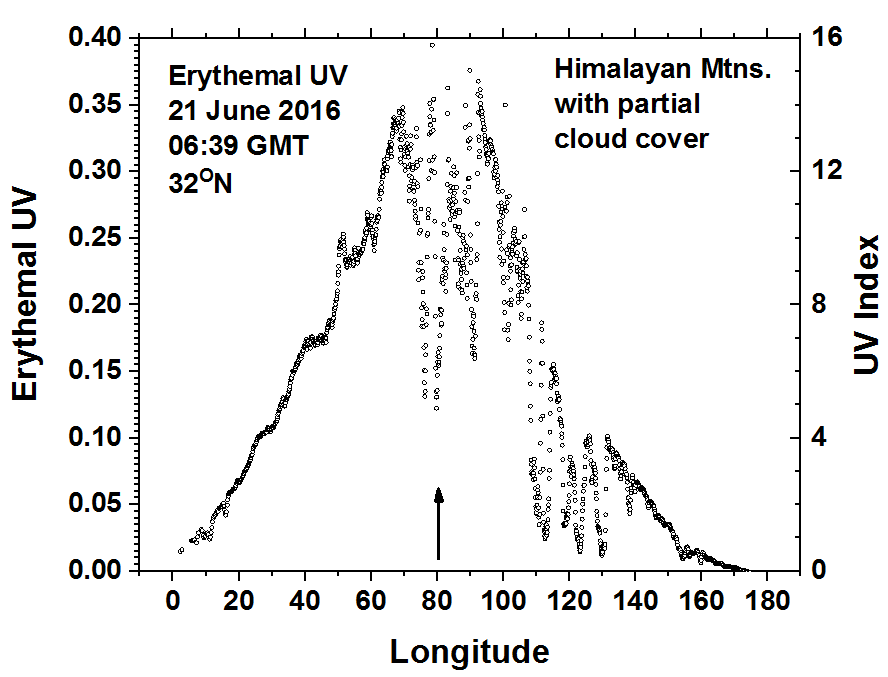 Erythemal UV
21 June 2016
06:39 GMT
32ᴼN
Himalayan Mtns.
with partial
cloud cover
Erythemal UV
0.40
0.35
0.30
0.25
0.20
0.15
0.10
0.05
0.00
UV Index
16
12
8
4
0
0 20 40 60 80 100 120 140 160 180
Longitude